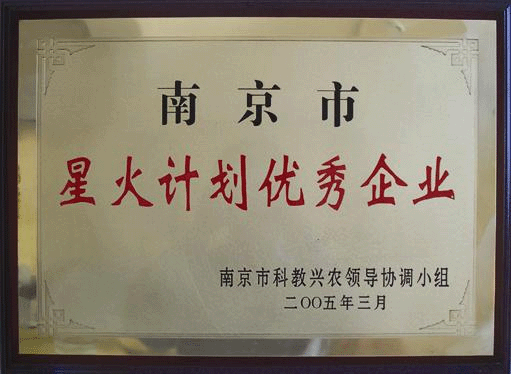 南京市
星火计划优秀企业
南京市科教兴农领导协调小组
二OO五年三月